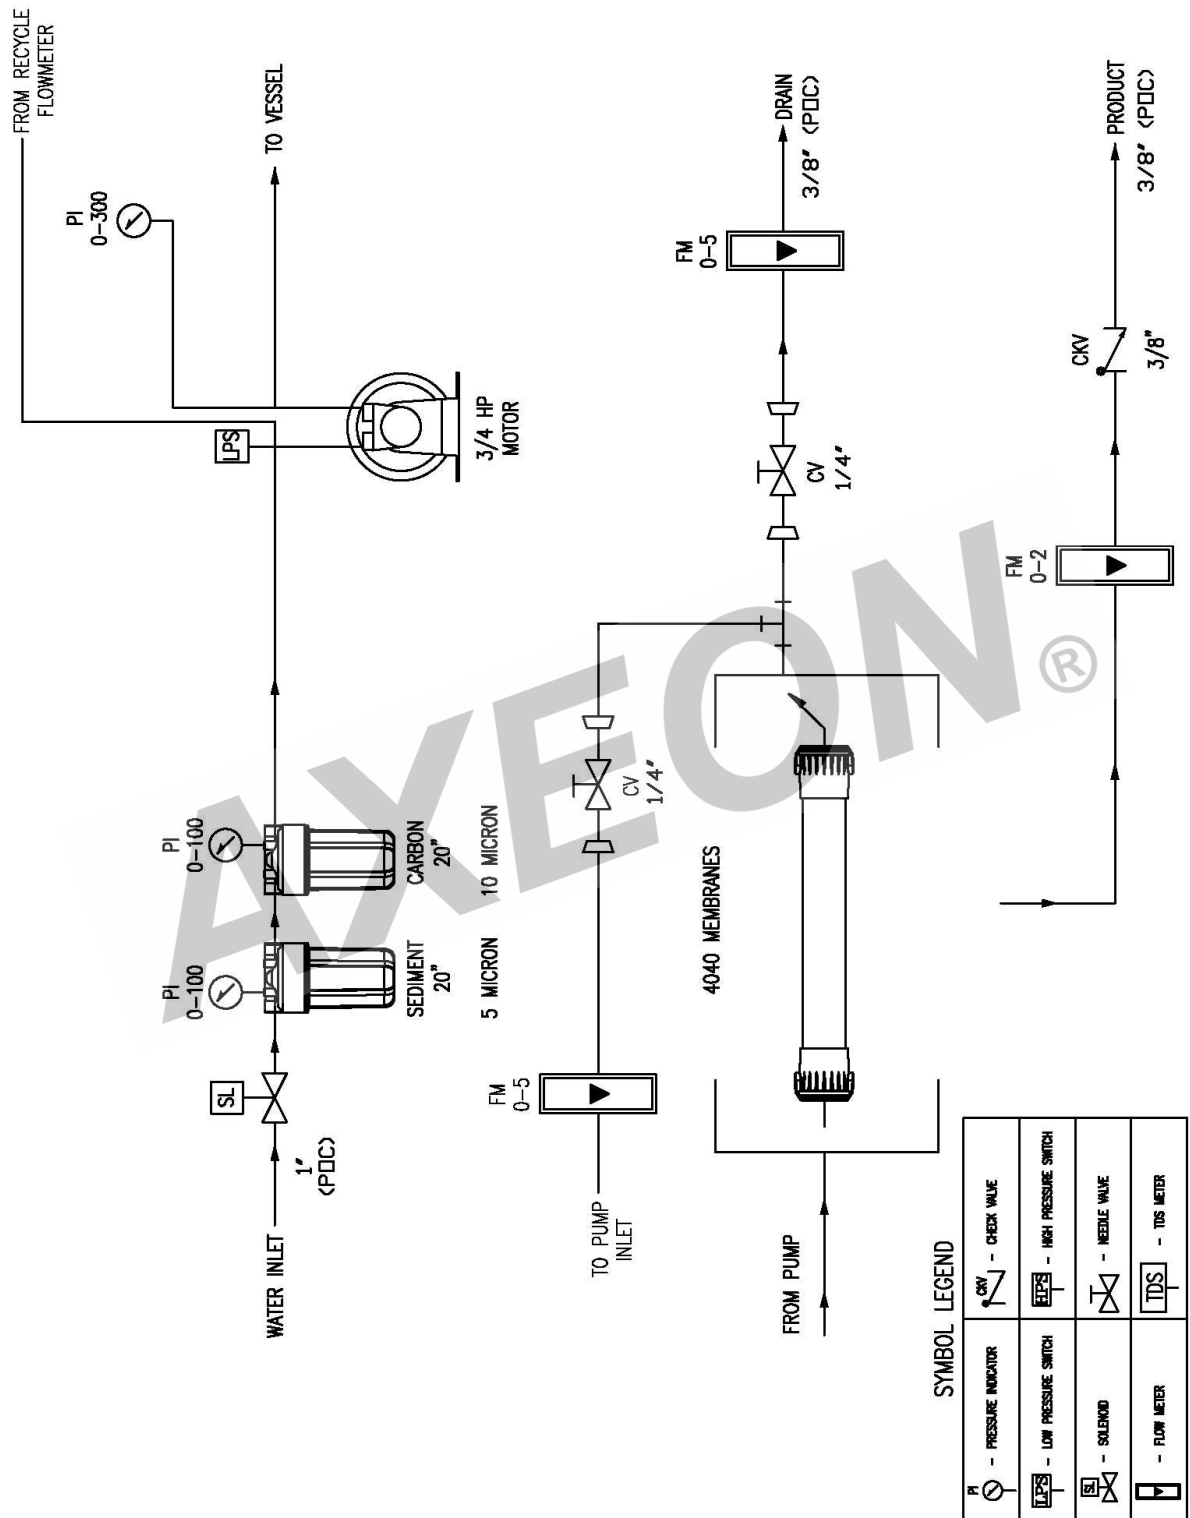 FROM RECYCLE
FLOWMETER
TO VESSEL
PI
0-300
LPS
3/4 HP
MOTOR
PI
0-100
CARBON
20"
10 MICRON
PI
0-100
SEDIMENT
20"
5 MICRON
SL
1"
(POC)
WATER INLET
DRAIN
3/8" (POC)
FM
0-5
CV
1/4"
CV
1/4"
FM
0-5
TO PUMP
INLET
4040 MEMBRANES
FROM PUMP
PRODUCT
3/8" (POC)
CKV
3/8"
FM
0-2
AXEON®
SYMBOL LEGEND
PI - PRESSURE INDICATOR
CKV - CHECK VALVE
LPS - LOW PRESSURE SWITCH
HPS - HIGH PRESSURE SWITCH
SL - SOLENOID
- NEEDLE VALVE
- FLOW METER
TDS - TDS METER